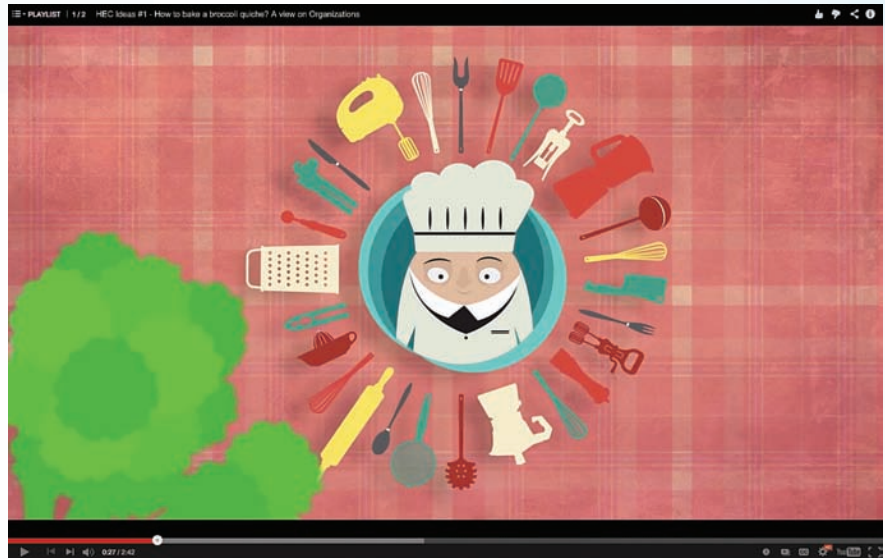 PLAYLIST | 1/2 HEC Ideas #1 - How to bake a broccoli quiche? A view on Organizations
0:27 / 2:42
YouTube